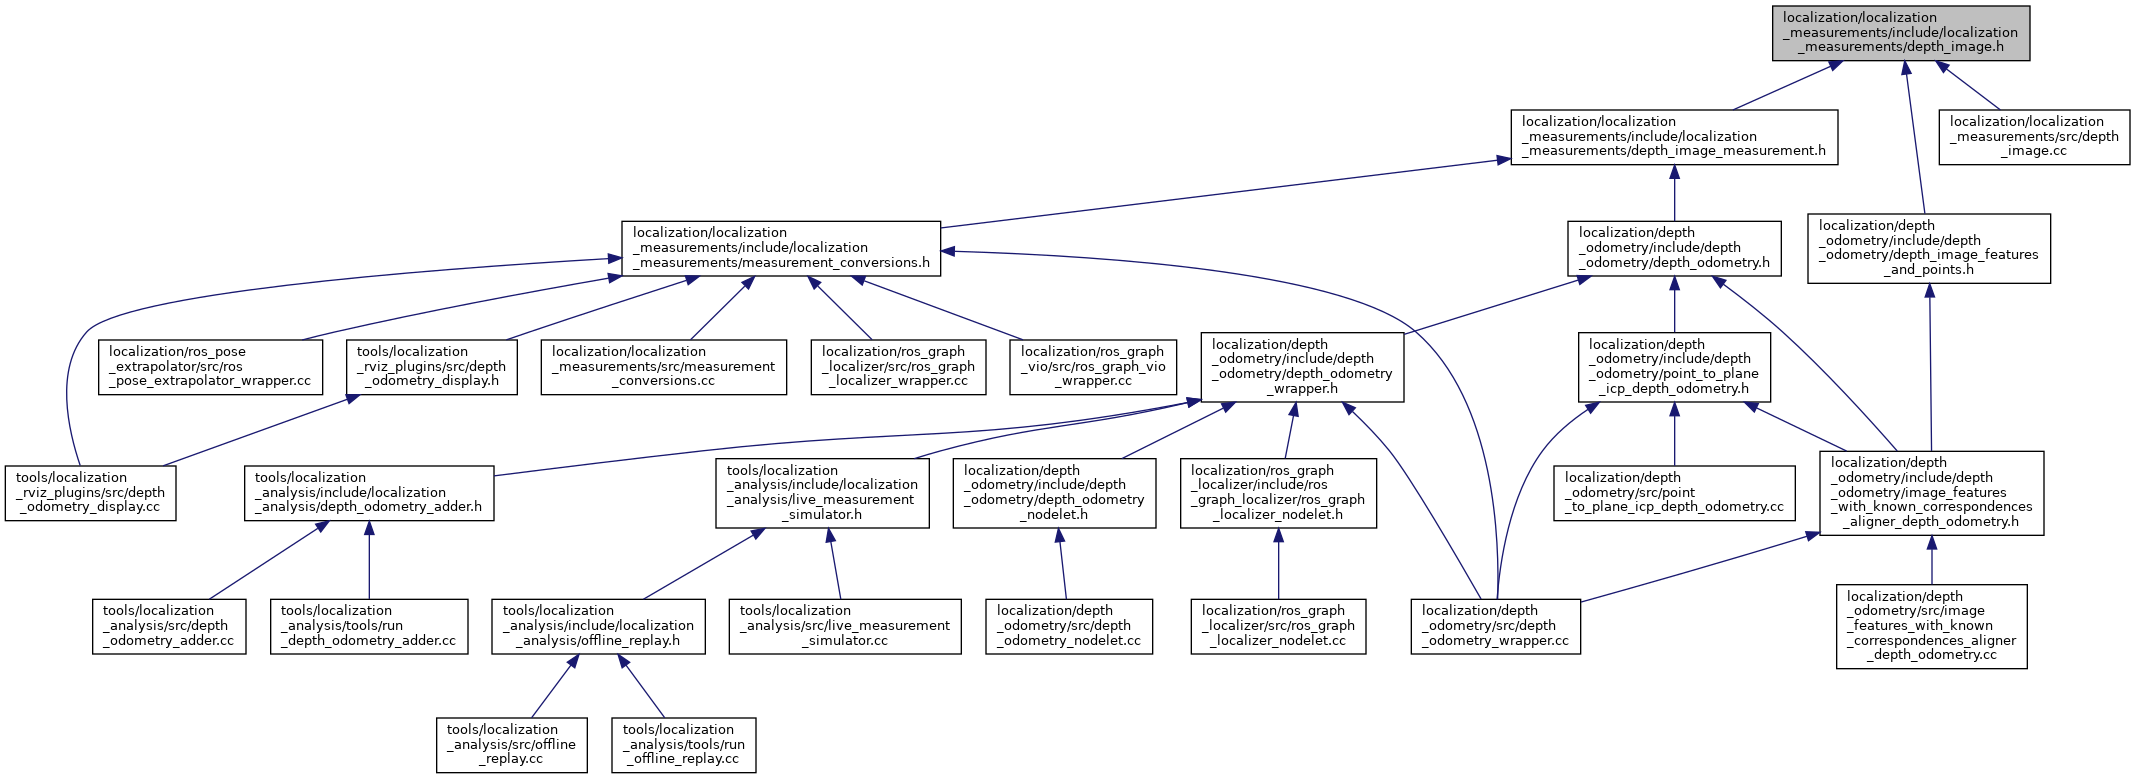 localization/localization
_measurements/include/localization
_measurements/depth_image.h
localization/localization
_measurements/include/localization
_measurements/depth_image_measurement.h
localization/localization
_measurements/src/depth
_image.cc
localization/localization
_measurements/include/localization
_measurements/measurement_conversions.h
localization/depth
_odometry/include/depth
_odometry/depth_odometry.h
localization/depth
_odometry/include/depth
_odometry/depth_image_features
_and_points.h
localization/ros_pose
_extrapolator/src/ros
_pose_extrapolator_wrapper.cc
tools/localization
_rviz_plugins/src/depth
_odometry_display.h
localization/localization
_measurements/src/measurement
_conversions.cc
localization/ros_graph
_localizer/src/ros_graph
_localizer_wrapper.cc
localization/ros_graph
_vio/src/ros_graph_vio
_wrapper.cc
localization/depth
_odometry/include/depth
_odometry/depth_odometry
_wrapper.h
localization/depth
_odometry/include/depth
_odometry/point_to_plane
_icp_depth_odometry.h
tools/localization
_rviz_plugins/src/depth
_odometry_display.cc
tools/localization
_analysis/include/localization
_analysis/depth_odometry_adder.h
tools/localization
_analysis/include/localization
_analysis/live_measurement
_simulator.h
localization/depth
_odometry/include/depth
_odometry/depth_odometry
_nodelet.h
localization/ros_graph
_localizer/include/ros
_graph_localizer/ros_graph
_localizer_nodelet.h
localization/depth
_odometry/src/point
_to_plane_icp_depth_odometry.cc
localization/depth
_odometry/include/depth
_odometry/image_features
_with_known_correspondences
_aligner_depth_odometry.h
tools/localization
_analysis/src/depth
_odometry_adder.cc
tools/localization
_analysis/tools/run
_depth_odometry_adder.cc
tools/localization
_analysis/include/localization
_analysis/offline_replay.h
tools/localization
_analysis/src/live_measurement
_simulator.cc
localization/depth
_odometry/src/depth
_odometry_nodelet.cc
localization/ros_graph
_localizer/src/ros_graph
_localizer_nodelet.cc
localization/depth
_odometry/src/depth
_odometry_wrapper.cc
localization/depth
_odometry/src/image
_features_with_known
_correspondences_aligner
_depth_odometry.cc
tools/localization
_analysis/src/offline
_replay.cc
tools/localization
_analysis/tools/run
_offline_replay.cc